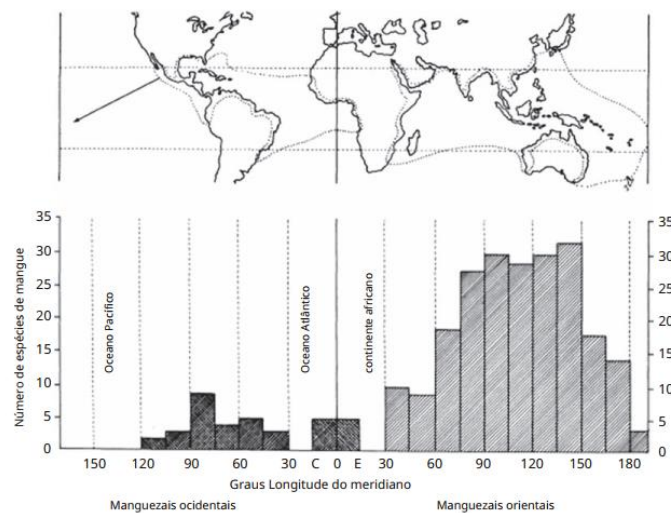 35
30
25
20
15
10
5
0
Número de espécies de mangue
Oceano Pacífico
Oceano Atlântico
continente africano
35
30
25
20
15
10
5
0
150 120 90 60 30 C 0 E 30 60 90 120 150 180
Graus Longitude do meridiano
Manguezais ocidentais Manguezais orientais